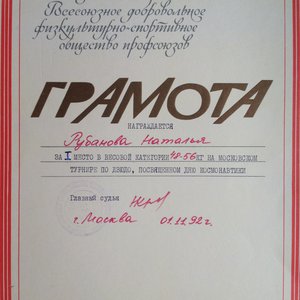 Всесоюзное добровольное
физкультурно-спортивное
общество профсоюзов
ГРАМОТА
НАГРАЖДАЕТСЯ
Рубанова Наталья
ЗА I МЕСТО В ВЕСОВОЙ КАТЕГОРИИ 48-56 КГ НА МОСКОВСКОМ
ТУРНИРЕ ПО ДЗЮДО, ПОСВЯЩЕННОМ ДНЮ КОСМОНАВТИКИ
Главный судья
г. Москва 01.11.92г.